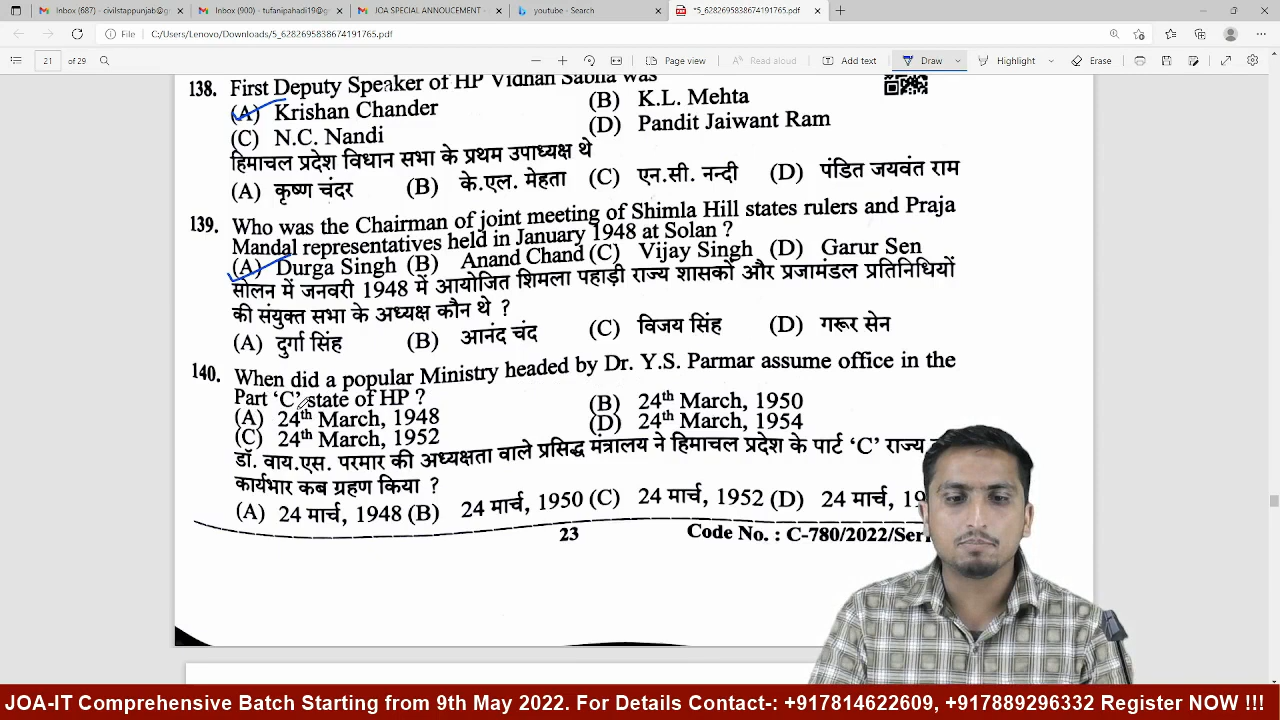 Inbox (687) - civilstappunjab@g
Inbox (900) - tufanipahadi19@g
JOA SPECIAL ANNOUCEMENT -
youtube - Search
*5_6282695838674191765.pdf
File C:/Users/Lenovo/Downloads/5_6282695838674191765.pdf
21 of 29 Page view Read aloud Add text Draw Highlight Erase
138. First Deputy Speaker of HP Vidhan Sabha was
(A) Krishan Chander (B) K.L. Mehta
(C) N.C. Nandi (D) Pandit Jaiwant Ram
हिमाचल प्रदेश विधान सभा के प्रथम उपाध्यक्ष थे
(A) कृष्ण चंदर (B) के.एल. मेहता (C) एन.सी. नन्दी (D) पंडित जयवंत राम
139. Who was the Chairman of joint meeting of Shimla Hill states rulers and Praja
Mandal representatives held in January 1948 at Solan ?
(A) Durga Singh (B) Anand Chand (C) Vijay Singh (D) Garur Sen
सोलन में जनवरी 1948 में आयोजित शिमला पहाड़ी राज्य शासकों और प्रजामंडल प्रतिनिधियों
की संयुक्त सभा के अध्यक्ष कौन थे ?
(A) दुर्गा सिंह (B) आनंद चंद (C) विजय सिंह (D) गरूर सेन
140. When did a popular Ministry headed by Dr. Y.S. Parmar assume office in the
Part ‘C’ state of HP ?
(A) 24th March, 1948 (B) 24th March, 1950
(C) 24th March, 1952 (D) 24th March, 1954
डॉ. वाय.एस. परमार की अध्यक्षता वाले प्रसिद्ध मंत्रालय ने हिमाचल प्रदेश के पार्ट ‘C’ राज्य
कार्यभार कब ग्रहण किया ?
(A) 24 मार्च, 1948 (B) 24 मार्च, 1950 (C) 24 मार्च, 1952 (D) 24 मार्च,
23 Code No. : C-780/2022/Seri
JOA-IT Comprehensive Batch Starting from 9th May 2022. For Details Contact-: +917814622609, +917889296332 Register NOW !!!